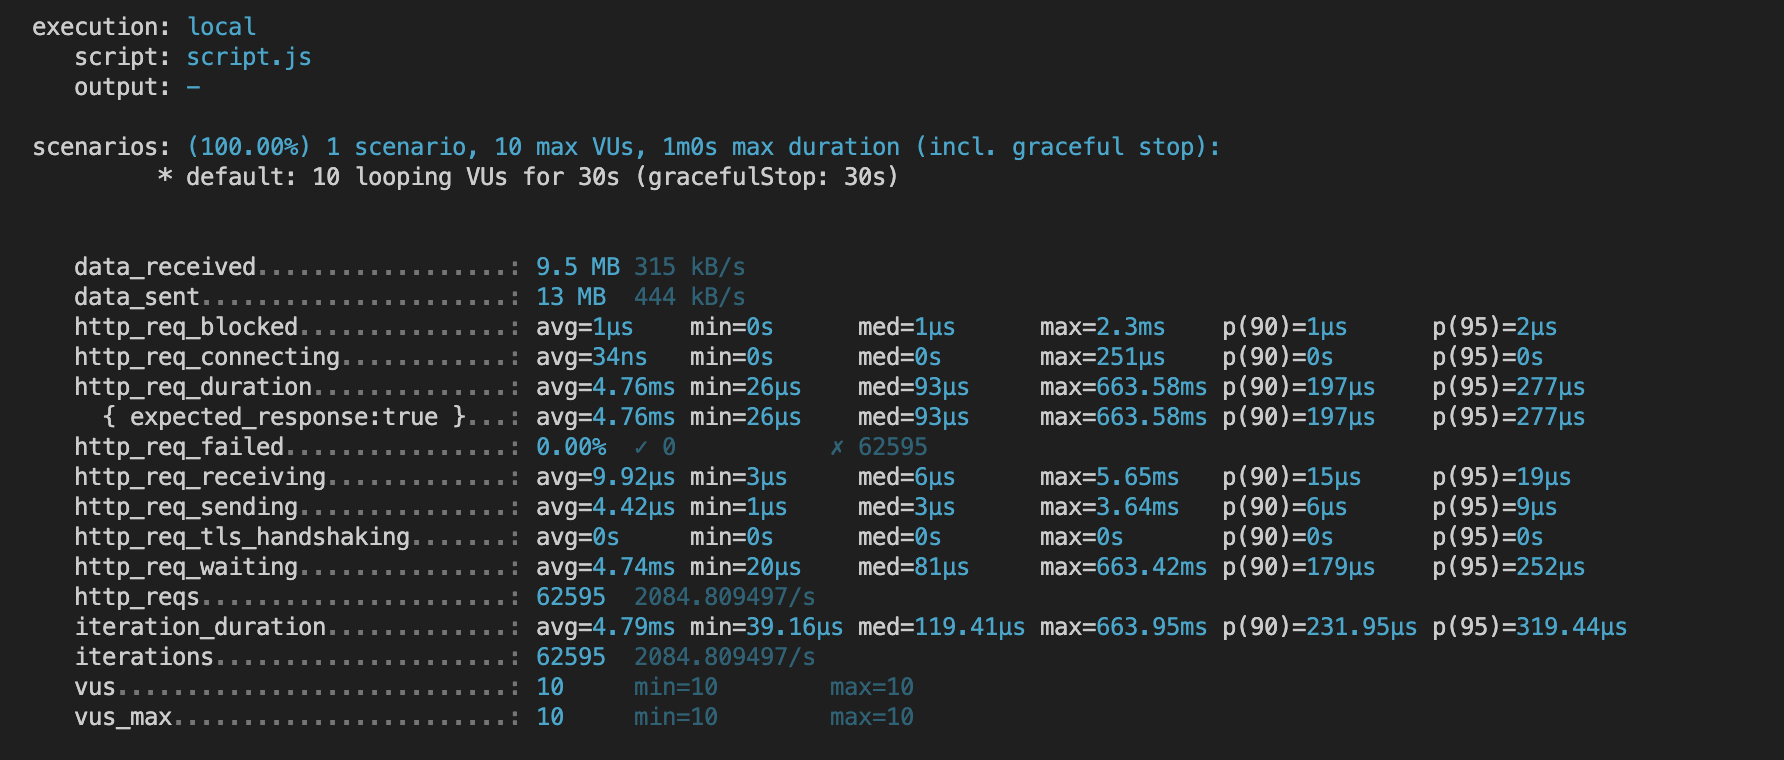 execution: local
script: script.js
output: -
scenarios: (100.00%) 1 scenario, 10 max VUs, 1m0s max duration (incl. graceful stop):
* default: 10 looping VUs for 30s (gracefulStop: 30s)
data_received..................: 9.5 MB 315 kB/s
data_sent......................: 13 MB 444 kB/s
http_req_blocked...............: avg=1µs min=0s med=1µs max=2.3ms p(90)=1µs p(95)=2µs
http_req_connecting............: avg=34ns min=0s med=0s max=251µs p(90)=0s p(95)=0s
http_req_duration..............: avg=4.76ms min=26µs med=93µs max=663.58ms p(90)=197µs p(95)=277µs
{ expected_response:true }...: avg=4.76ms min=26µs med=93µs max=663.58ms p(90)=197µs p(95)=277µs
http_req_failed................: 0.00% ✓ 0 ✗ 62595
http_req_receiving.............: avg=9.92µs min=3µs med=6µs max=5.65ms p(90)=15µs p(95)=19µs
http_req_sending...............: avg=4.42µs min=1µs med=3µs max=3.64ms p(90)=6µs p(95)=9µs
http_req_tls_handshaking.......: avg=0s min=0s med=0s max=0s p(90)=0s p(95)=0s
http_req_waiting...............: avg=4.74ms min=20µs med=81µs max=663.42ms p(90)=179µs p(95)=252µs
http_reqs......................: 62595 2084.809497/s
iteration_duration.............: avg=4.79ms min=39.16µs med=119.41µs max=663.95ms p(90)=231.95µs p(95)=319.44µs
iterations.....................: 62595 2084.809497/s
vus............................: 10 min=10 max=10
vus_max........................: 10 min=10 max=10